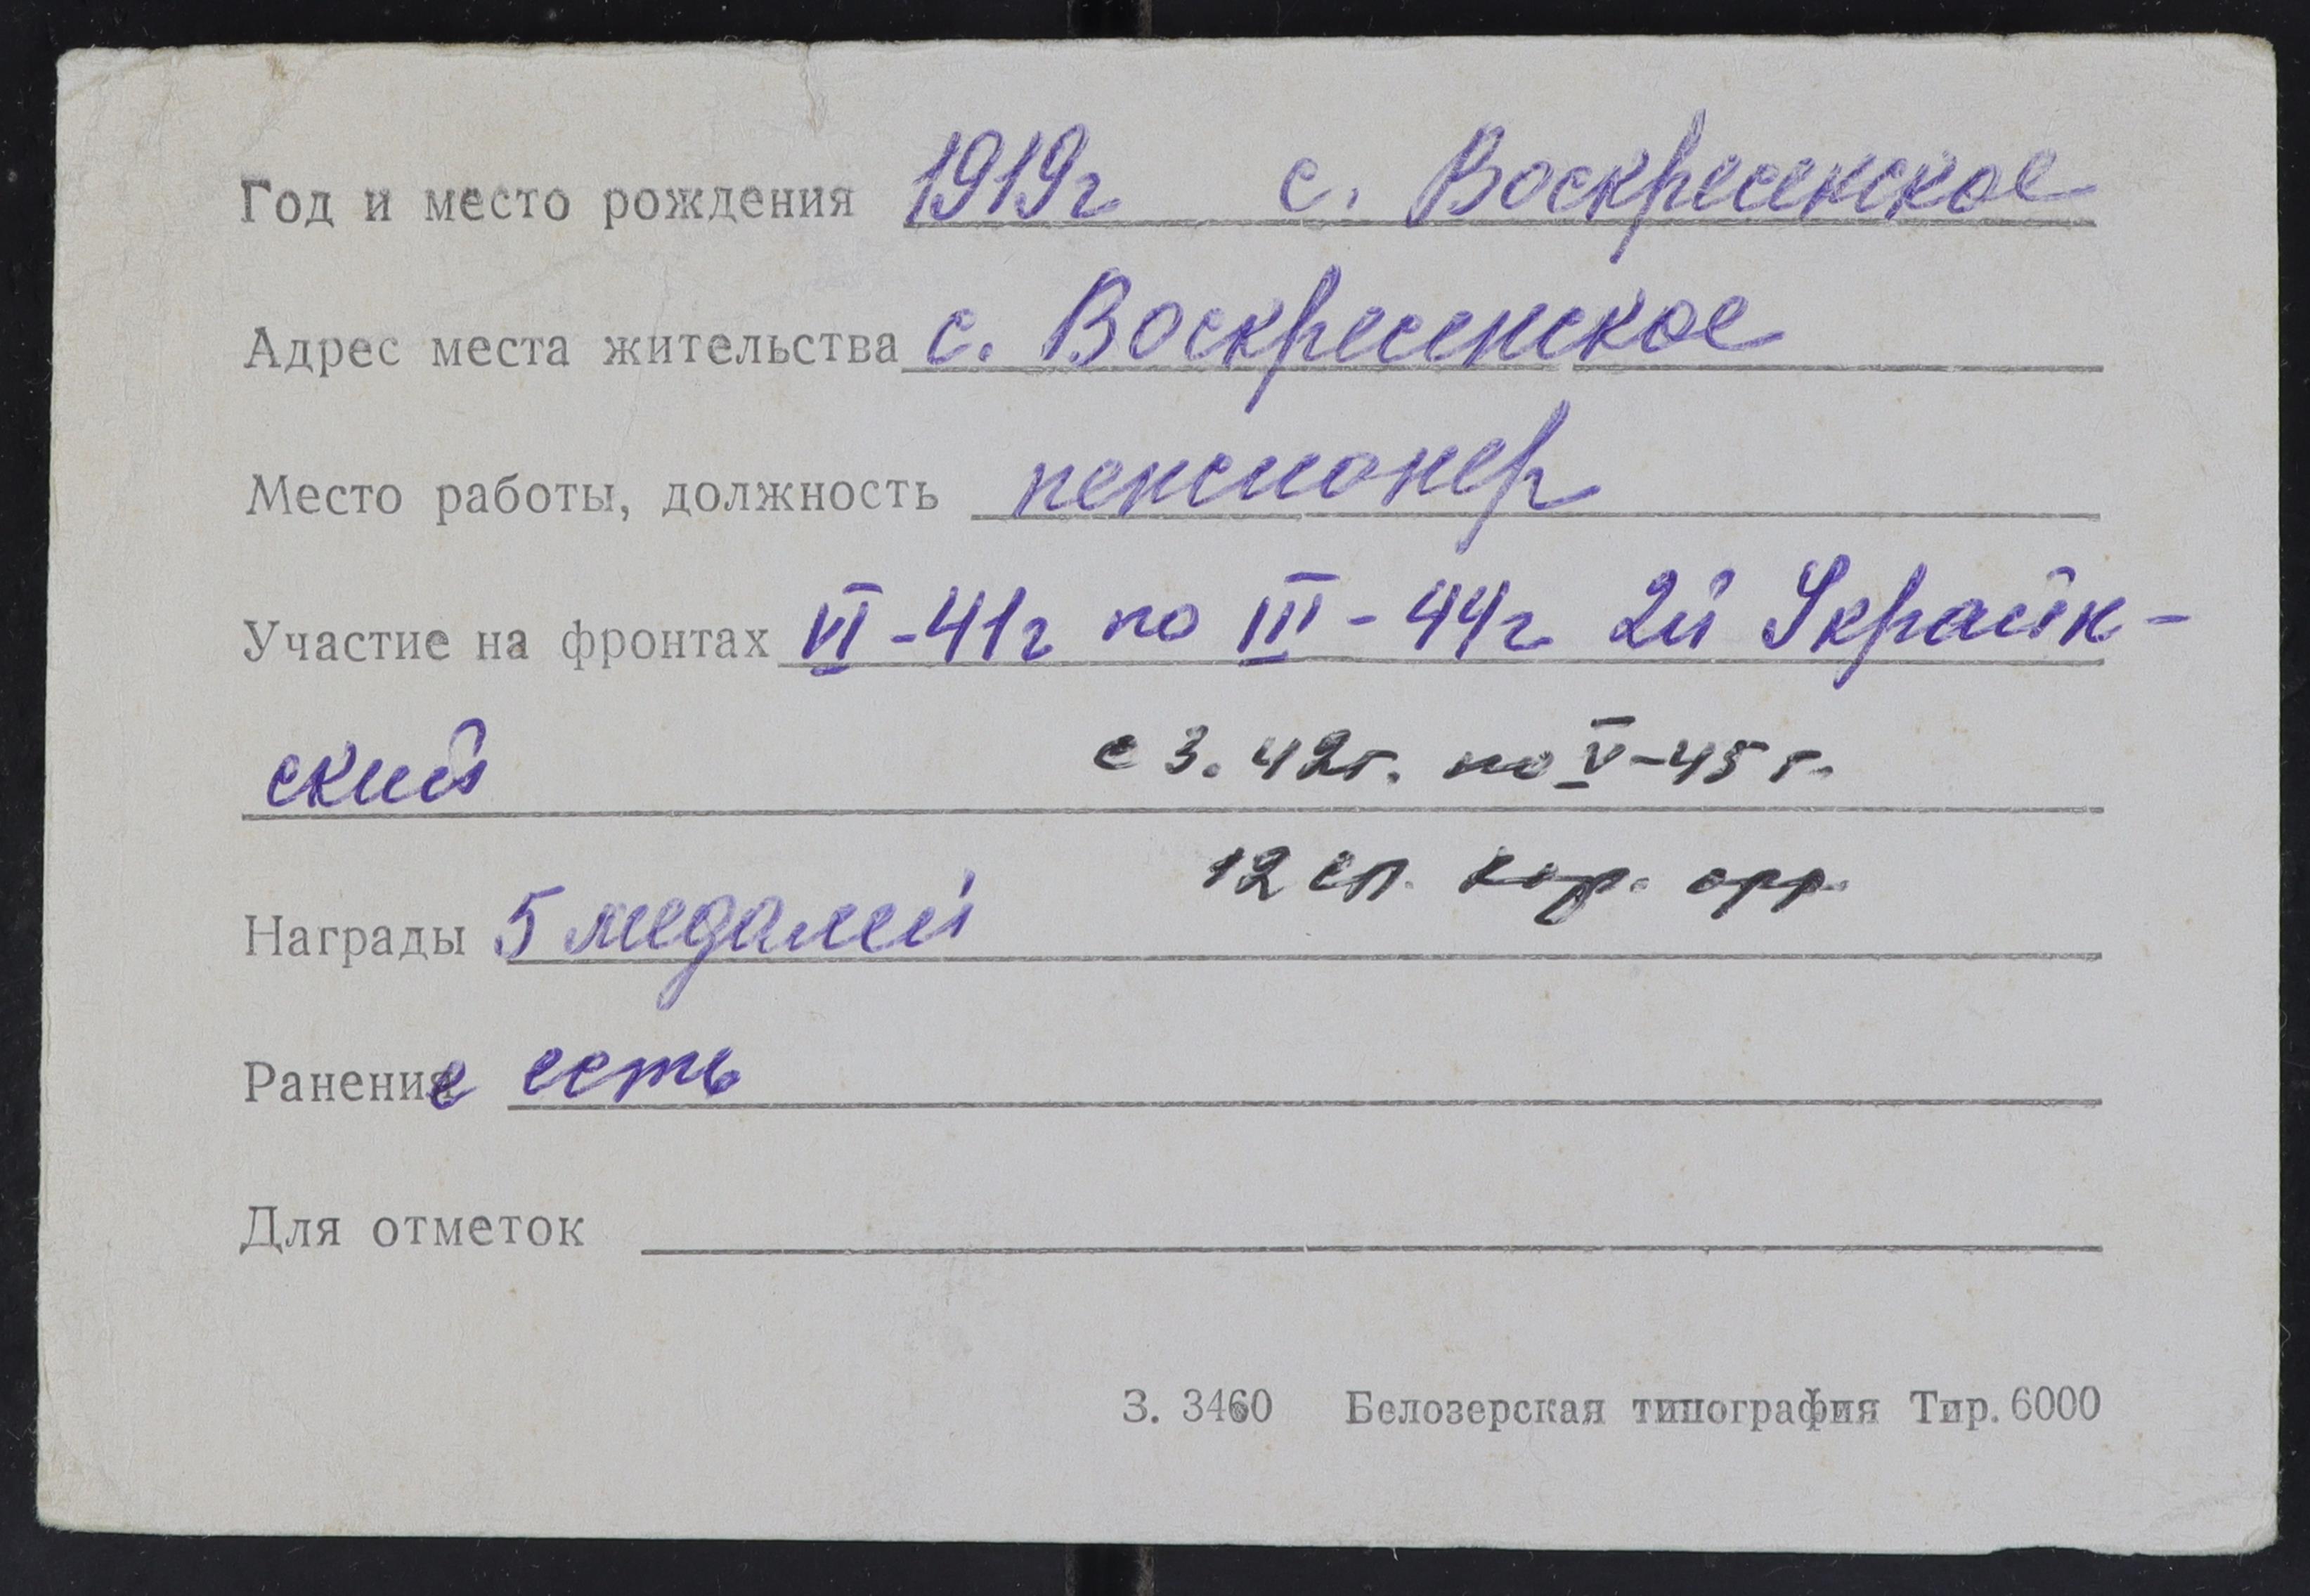 Год и место рождения 1919г с. Воскресенское
Адрес места жительства с. Воскресенское
Место работы, должность пенсионер
Участие на фронтах VI-41г по III-44г 2й Украин-
ский с 3.42г. по V-45г.
12 сп. кор. арт.
Награды 5 медалей
Ранение есть
Для отметок
З. 3460 Белозерская типография Тир. 6000